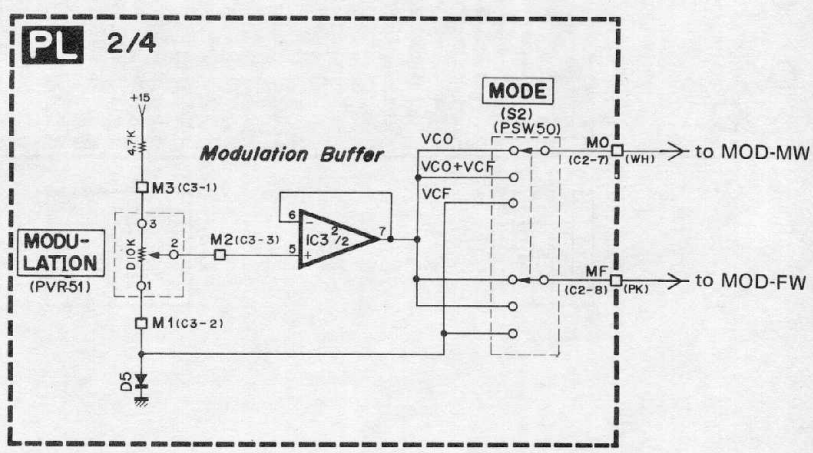 PL 2/4
+15
4.7K
M3(C3-1)
3
D10K
2
1
MODU-
LATION
(PVR51)
M1(C3-2)
D5
Modulation Buffer
M2(C3-3)
6
-
5
+
IC3 2/2
7
MODE
(S2)
(PSW50)
VCO
VCO+VCF
VCF
MO
(C2-7)
(WH)
to MOD-MW
MF
(C2-8)
(PK)
to MOD-FW